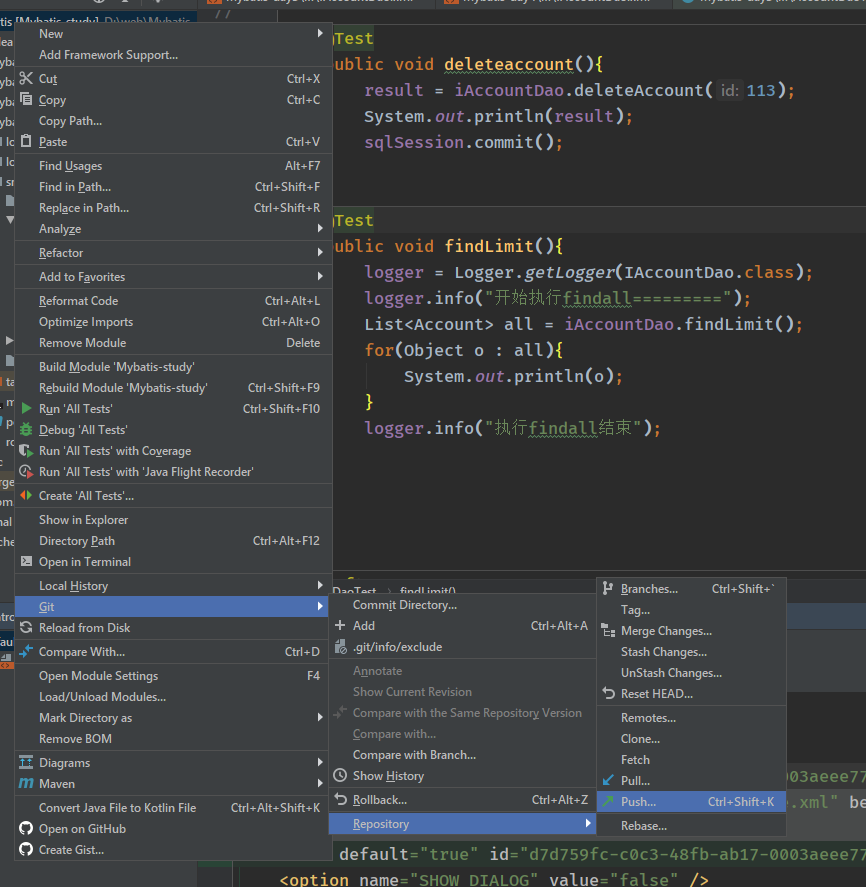 //
[Mybatis_study] D:\web\Mybatis
New
Add Framework Support...
Cut Ctrl+X
Copy Ctrl+C
Copy Path...
Paste Ctrl+V
Find Usages Alt+F7
Find in Path... Ctrl+Shift+F
Replace in Path... Ctrl+Shift+R
Analyze
Refactor
Add to Favorites
Reformat Code Ctrl+Alt+L
Optimize Imports Ctrl+Alt+O
Remove Module Delete
Build Module 'Mybatis-study'
Rebuild Module 'Mybatis-study' Ctrl+Shift+F9
Run 'All Tests' Ctrl+Shift+F10
Debug 'All Tests'
Run 'All Tests' with Coverage
Run 'All Tests' with 'Java Flight Recorder'
Create 'All Tests'...
Show in Explorer
Directory Path Ctrl+Alt+F12
Open in Terminal
Local History
Git
Reload from Disk
Compare With... Ctrl+D
Open Module Settings F4
Load/Unload Modules...
Mark Directory as
Remove BOM
Diagrams
Maven
Convert Java File to Kotlin File Ctrl+Alt+Shift+K
Open on GitHub
Create Gist...
Test
public void deleteaccount(){
result = iAccountDao.deleteAccount( id: 113);
System.out.println(result);
sqlSession.commit();
Test
public void findLimit(){
logger = Logger.getLogger(IAccountDao.class);
logger.info("开始执行findall=========");
List<Account> all = iAccountDao.findLimit();
for(Object o : all){
System.out.println(o);
}
logger.info("执行findall结束");
DaoTest > findLimit()
Commit Directory...
Add Ctrl+Alt+A
.git/info/exclude
Annotate
Show Current Revision
Compare with the Same Repository Version
Compare with...
Compare with Branch...
Show History
Rollback... Ctrl+Alt+Z
Repository
Branches... Ctrl+Shift+`
Tag...
Merge Changes...
Stash Changes...
UnStash Changes...
Reset HEAD...
Remotes...
Clone...
Fetch
Pull...
Push... Ctrl+Shift+K
Rebase...
0003aeee77
.xml" be
default="true" id="d7d759fc-c0c3-48fb-ab17-0003aeee77
<option name="SHOW_DIALOG" value="false" />